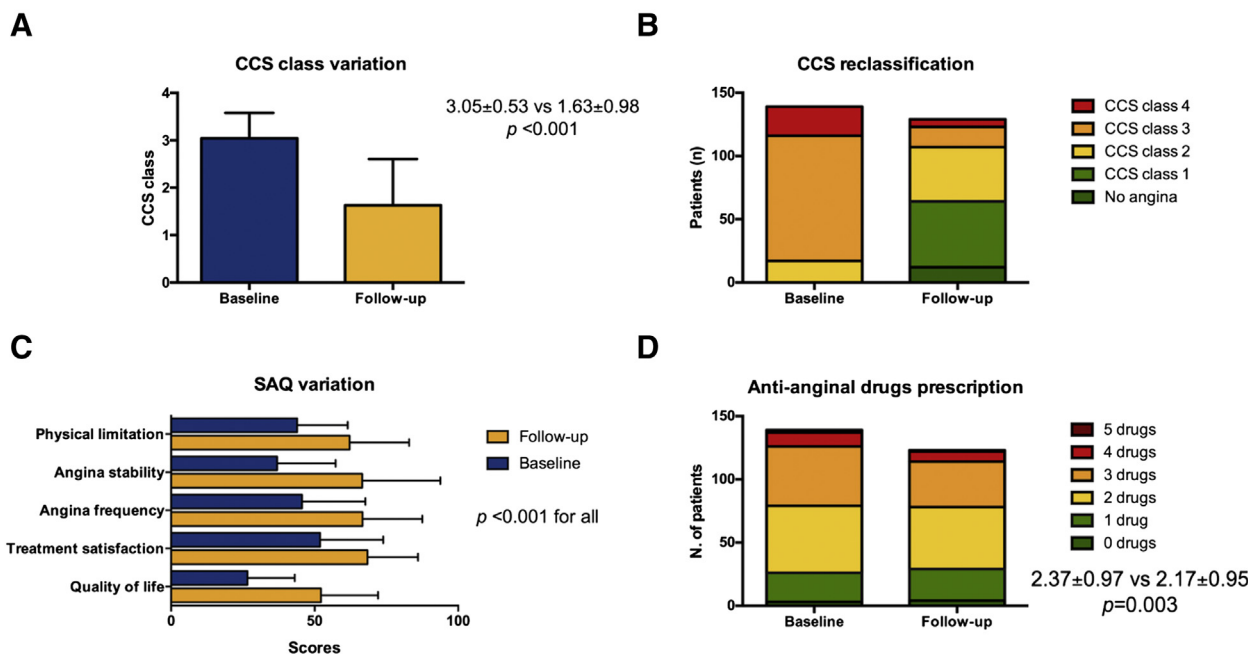 A
CCS class variation
CCS class
4
3
2
1
0
Baseline
Follow-up
3.05±0.53 vs 1.63±0.98
p <0.001
B
CCS reclassification
Patients (n)
150
100
50
0
Baseline
Follow-up
CCS class 4
CCS class 3
CCS class 2
CCS class 1
No angina
C
SAQ variation
Physical limitation
Angina stability
Angina frequency
Treatment satisfaction
Quality of life
0
50
100
Scores
Follow-up
Baseline
p <0.001 for all
D
Anti-anginal drugs prescription
N. of patients
150
100
50
0
Baseline
Follow-up
5 drugs
4 drugs
3 drugs
2 drugs
1 drug
0 drugs
2.37±0.97 vs 2.17±0.95
p=0.003